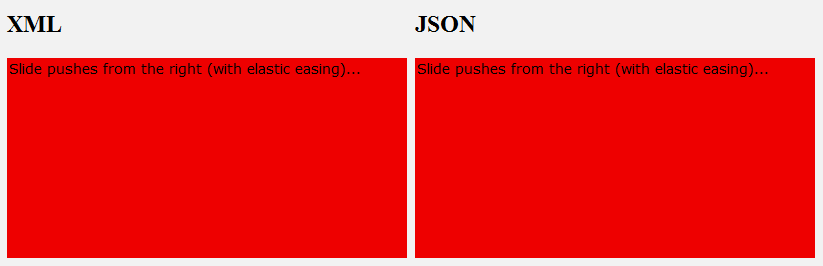 XML
JSON
Slide pushes from the right (with elastic easing)...
Slide pushes from the right (with elastic easing)...